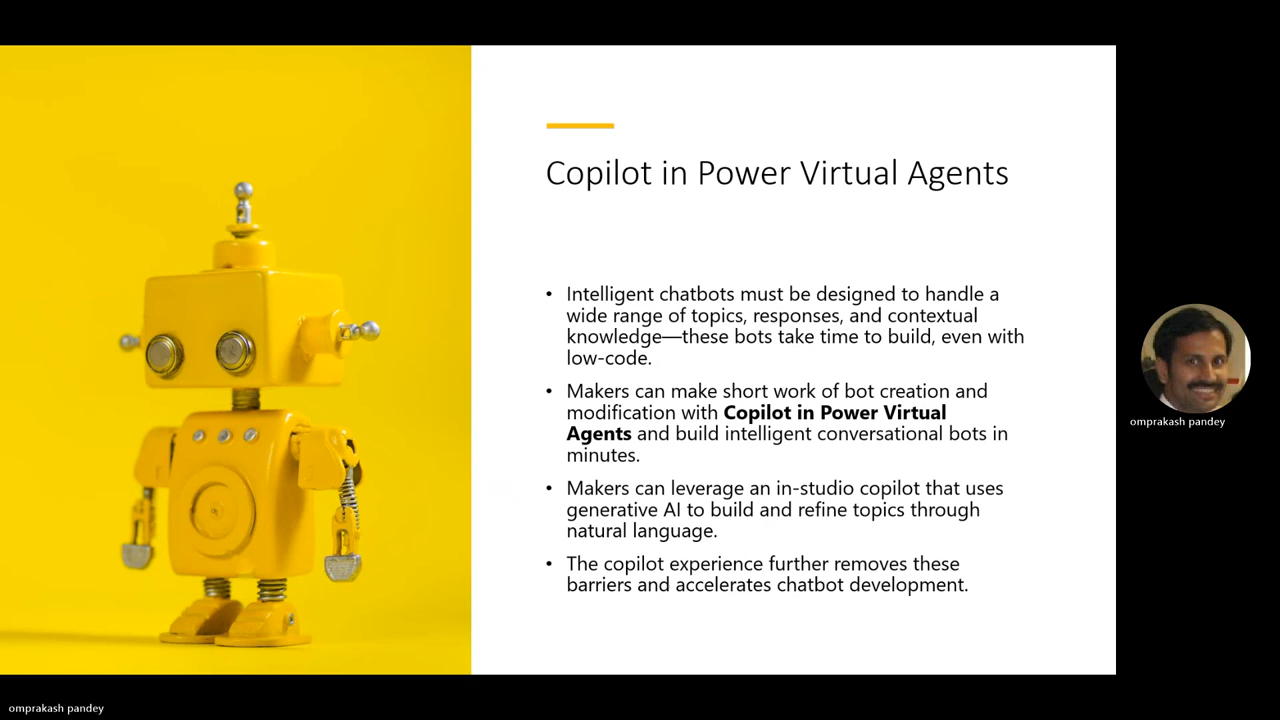 Copilot in Power Virtual Agents
• Intelligent chatbots must be designed to handle a
wide range of topics, responses, and contextual
knowledge—these bots take time to build, even with
low-code.
• Makers can make short work of bot creation and
modification with Copilot in Power Virtual
Agents and build intelligent conversational bots in
minutes.
• Makers can leverage an in-studio copilot that uses
generative AI to build and refine topics through
natural language.
• The copilot experience further removes these
barriers and accelerates chatbot development.
omprakash pandey
omprakash pandey